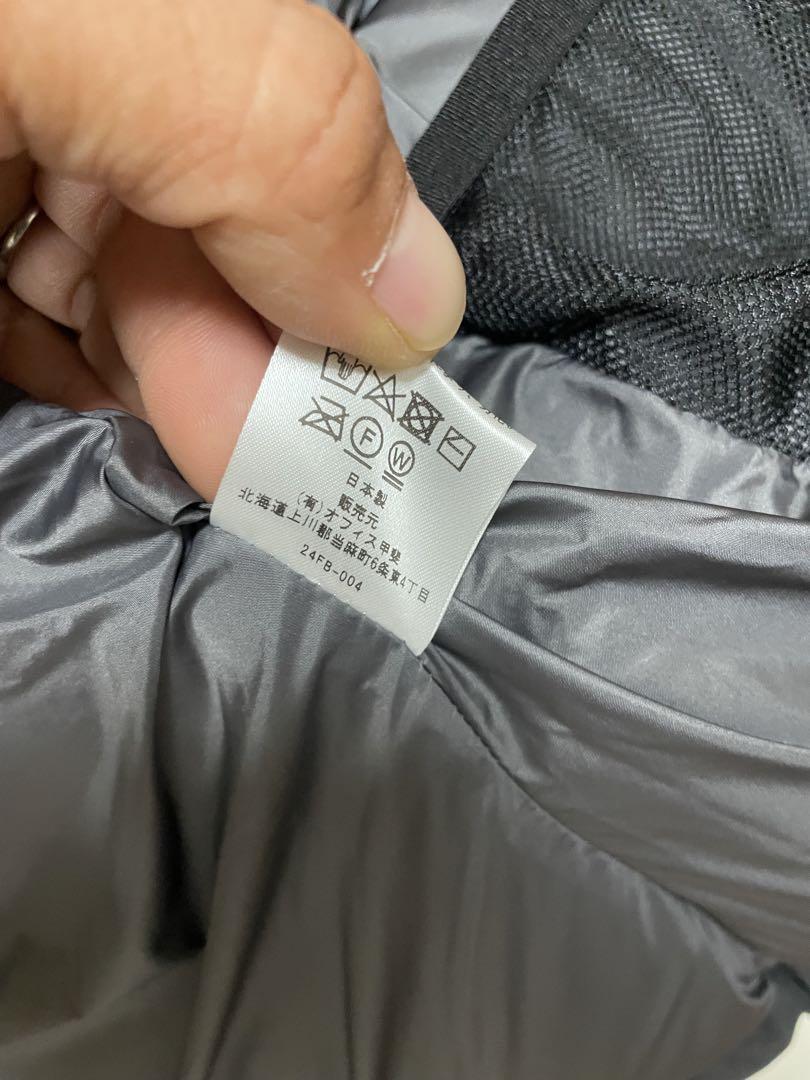 F W
日本製
販売元
(有)オフィス甲斐
北海道上川郡当麻町6条東4丁目
24FB-004